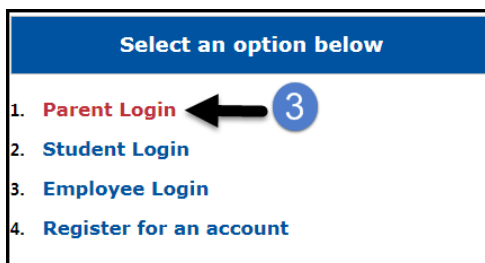 Select an option below
1. Parent Login 3
2. Student Login
3. Employee Login
4. Register for an account